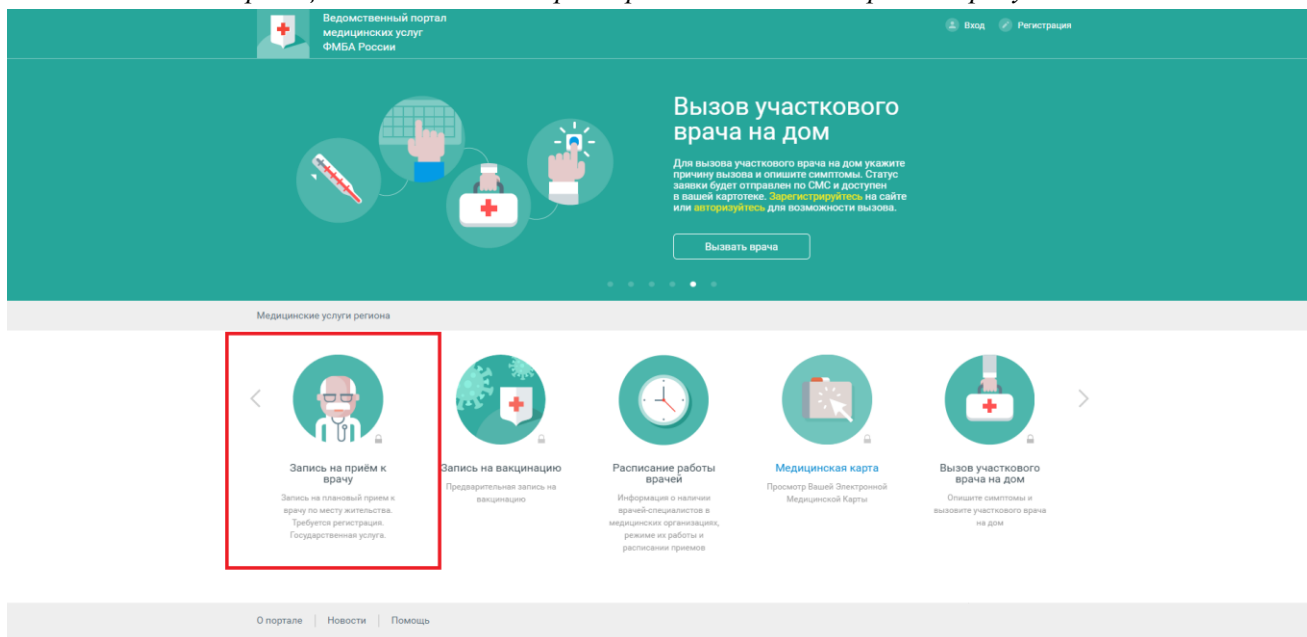 Ведомственный портал
медицинских услуг
ФМБА России
Вход Регистрация
Вызов участкового
врача на дом
Для вызова участкового врача на дом укажите
причину вызова и опишите симптомы. Статус
заявки будет отправлен по СМС и доступен
в вашей картотеке. Зарегистрируйтесь на сайте
или авторизуйтесь для возможности вызова.
Вызвать врача
Медицинские услуги региона
Запись на приём к
врачу
Запись на плановый прием к
врачу по месту жительства.
Требуется регистрация.
Государственная услуга.
Запись на вакцинацию
Предварительная запись на
вакцинацию
Расписание работы
врачей
Информация о наличии
врачей-специалистов в
медицинских организациях,
режиме их работы и
расписании приемов
Медицинская карта
Просмотр Вашей Электронной
Медицинской Карты
Вызов участкового
врача на дом
Опишите симптомы и
вызовите участкового врача
на дом
О портале Новости Помощь